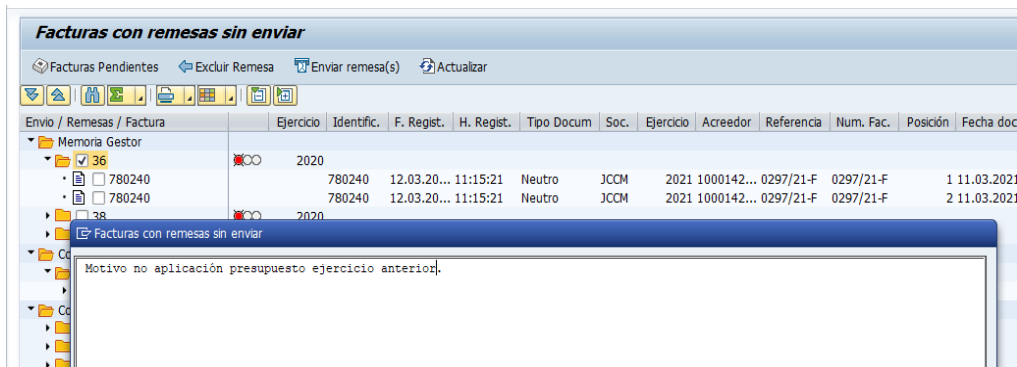 Facturas con remesas sin enviar
Facturas Pendientes Excluir Remesa Enviar remesa(s) Actualizar
Envio / Remesas / Factura Ejercicio Identific. F. Regist. H. Regist. Tipo Docum Soc. Ejercicio Acreedor Referencia Num. Fac. Posición Fecha doc
Memoria Gestor
36 2020
780240 780240 12.03.20... 11:15:21 Neutro JCCM 2021 1000142... 0297/21-F 0297/21-F 1 11.03.2021
780240 780240 12.03.20... 11:15:21 Neutro JCCM 2021 1000142... 0297/21-F 0297/21-F 2 11.03.2021
38 2020
Facturas con remesas sin enviar
Motivo no aplicación presupuesto ejercicio anterior.
Co
Co